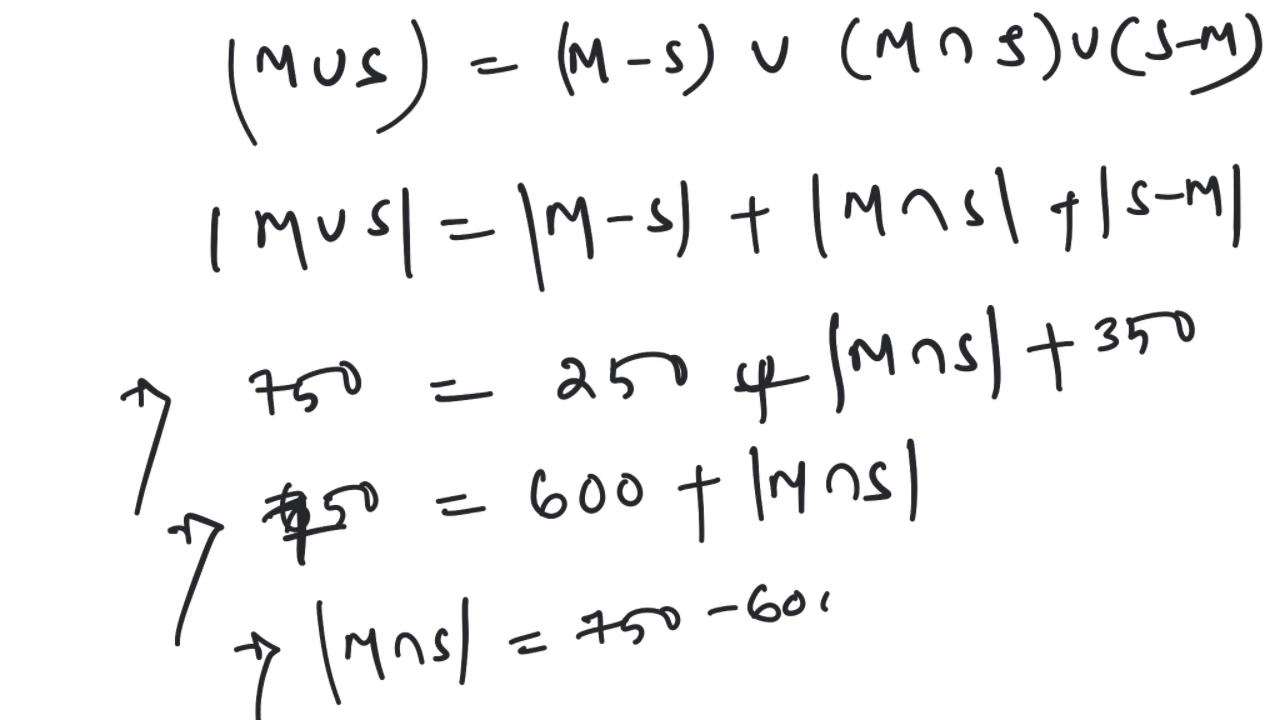 (M∪S) = (M-S) ∪ (M∩S)∪(S-M)
|M∪S| = |M-S| + |M∩S| + |S-M|
750 = 250 + |M∩S| + 350
750 = 600 + |M∩S|
|M∩S| = 750 - 60